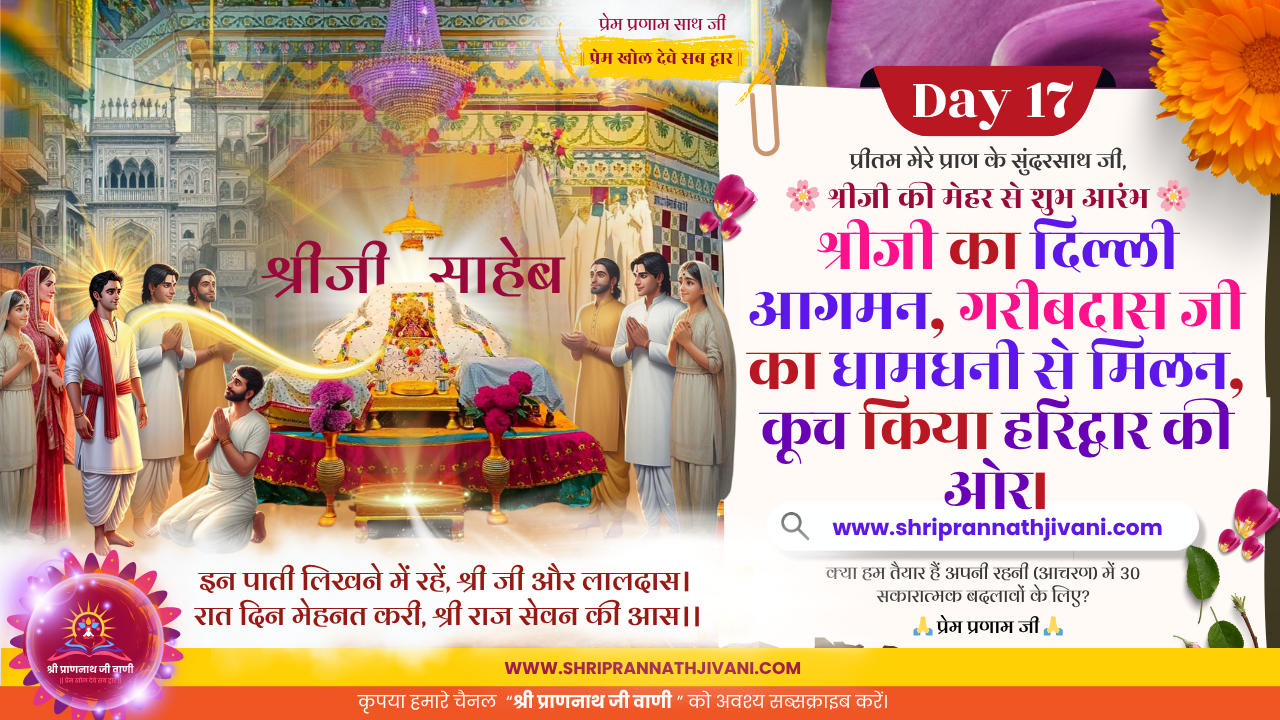 प्रेम प्रणाम साथ जी
॥ प्रेम खोल देवे सब द्वार ॥
श्रीजी साहेब
इन पाती लिखने में रहें, श्री जी और लालदास।
रात दिन मेहनत करी, श्री राज सेवन की आस।।
Day 17
प्रीतम मेरे प्राण के सुंदरसाथ जी,
🌸 श्रीजी की मेहर से शुभ आरंभ 🌸
श्रीजी का दिल्ली
आगमन, गरीबदास जी
का धामधनी से मिलन,
कूच किया हरिद्वार की
ओर।
www.shriprannathjivani.com
क्या हम तैयार हैं अपनी रहनी (आचरण) में 30
सकारात्मक बदलावों के लिए?
🙏 प्रेम प्रणाम जी 🙏
श्री प्राणनाथ जी वाणी
|| प्रेम खोल देवे सब द्वार ||
WWW.SHRIPRANNATHJIVANI.COM
कृपया हमारे चैनल “श्री प्राणनाथ जी वाणी ” को अवश्य सब्सक्राइब करें।